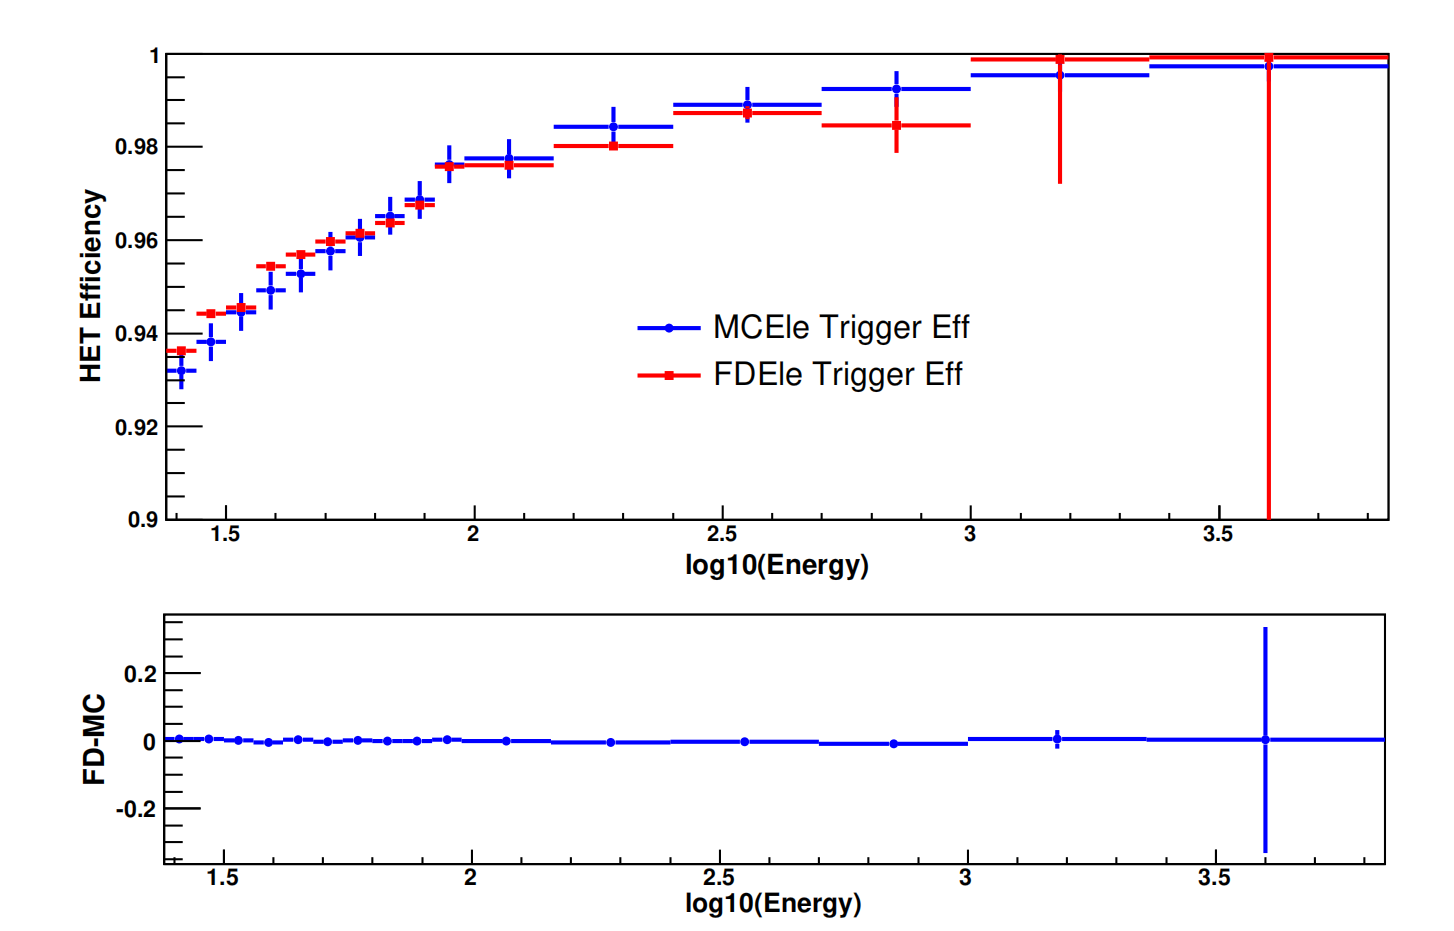 1
0.98
0.96
0.94
0.92
0.9
HET Efficiency
MCEle Trigger Eff
FDEle Trigger Eff
1.5 2 2.5 3 3.5
log10(Energy)
0.2
0
-0.2
FD-MC
1.5 2 2.5 3 3.5
log10(Energy)